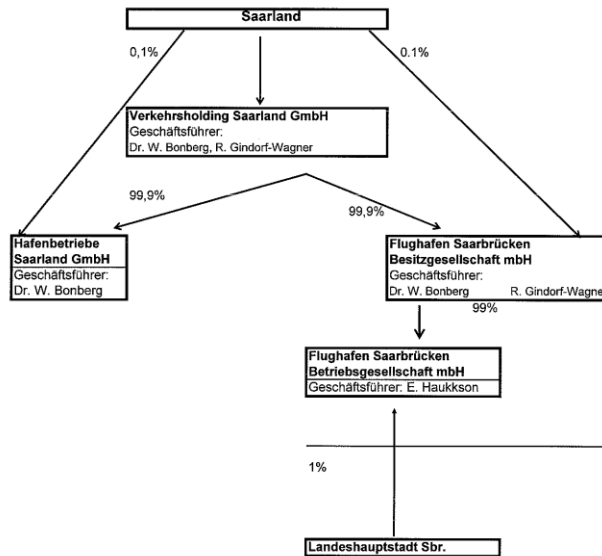 Saarland
0,1%
0.1%
Verkehrsholding Saarland GmbH
Geschäftsführer:
Dr. W. Bonberg, R. Gindorf-Wagner
99,9%
99,9%
Hafenbetriebe
Saarland GmbH
Geschäftsführer:
Dr. W. Bonberg
Flughafen Saarbrücken
Besitzgesellschaft mbH
Geschäftsführer:
Dr. W. Bonberg R. Gindorf-Wagne
99%
Flughafen Saarbrücken
Betriebsgesellschaft mbH
Geschäftsführer: E. Haukkson
1%
Landeshauptstadt Sbr.